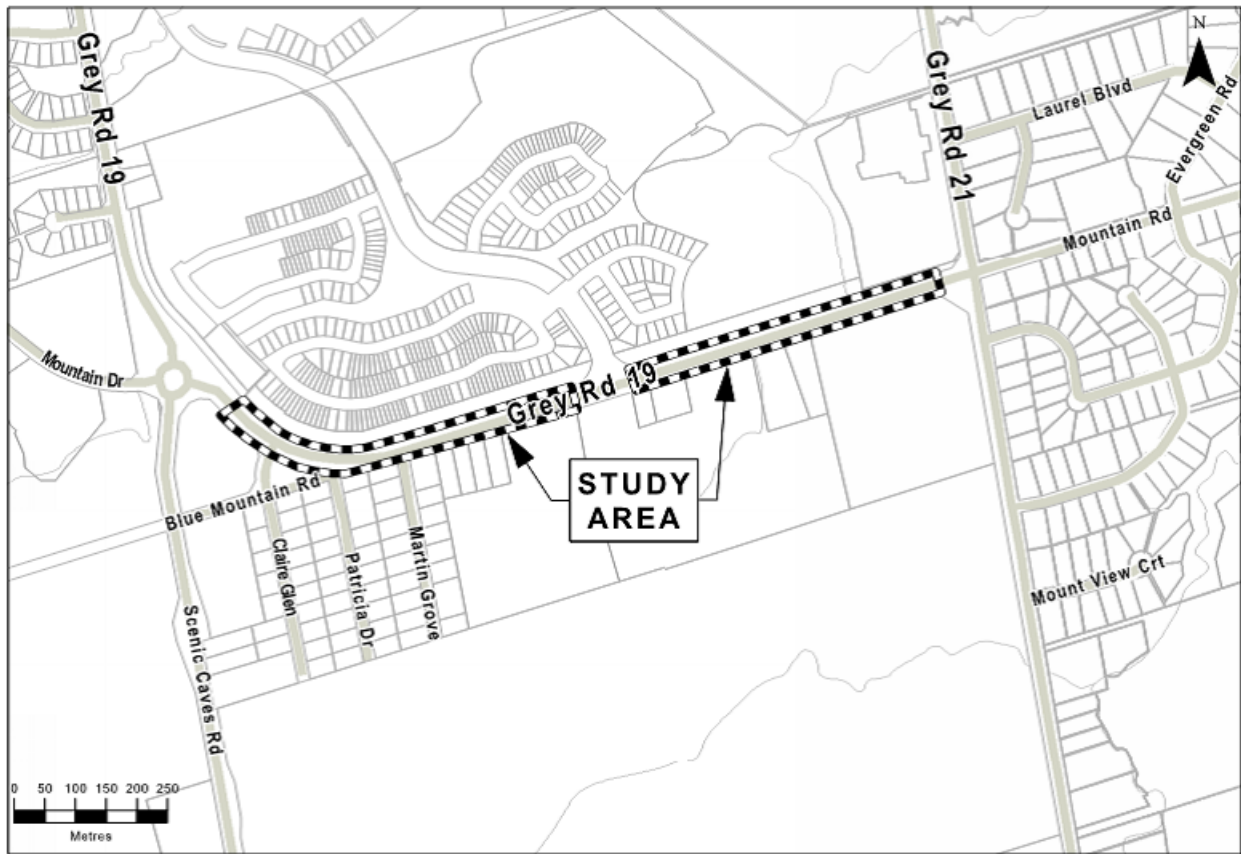 Grey Rd 19
Grey Rd 21
N
Laurel Blvd
Evergreen Rd
Mountain Rd
Mountain Dr
Grey Rd 19
STUDY
AREA
Blue Mountain Rd
Claire Glen
Patricia Dr
Martin Grove
Mount View Crt
Scenic Caves Rd
0 50 100 150 200 250
Metres